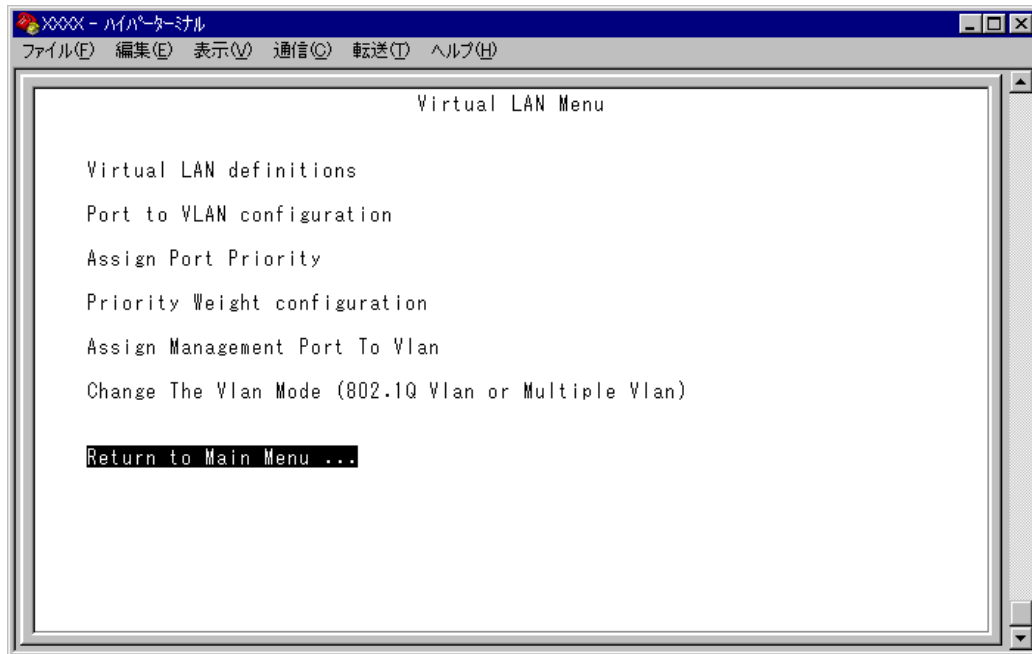 XXXX - ﾊｲﾊﾟｰﾀｰﾐﾅﾙ
ファイル(F) 編集(E) 表示(V) 通信(C) 転送(T) ヘルプ(H)
Virtual LAN Menu
Virtual LAN definitions
Port to VLAN configuration
Assign Port Priority
Priority Weight configuration
Assign Management Port To Vlan
Change The Vlan Mode (802.1Q Vlan or Multiple Vlan)
Return to Main Menu ...